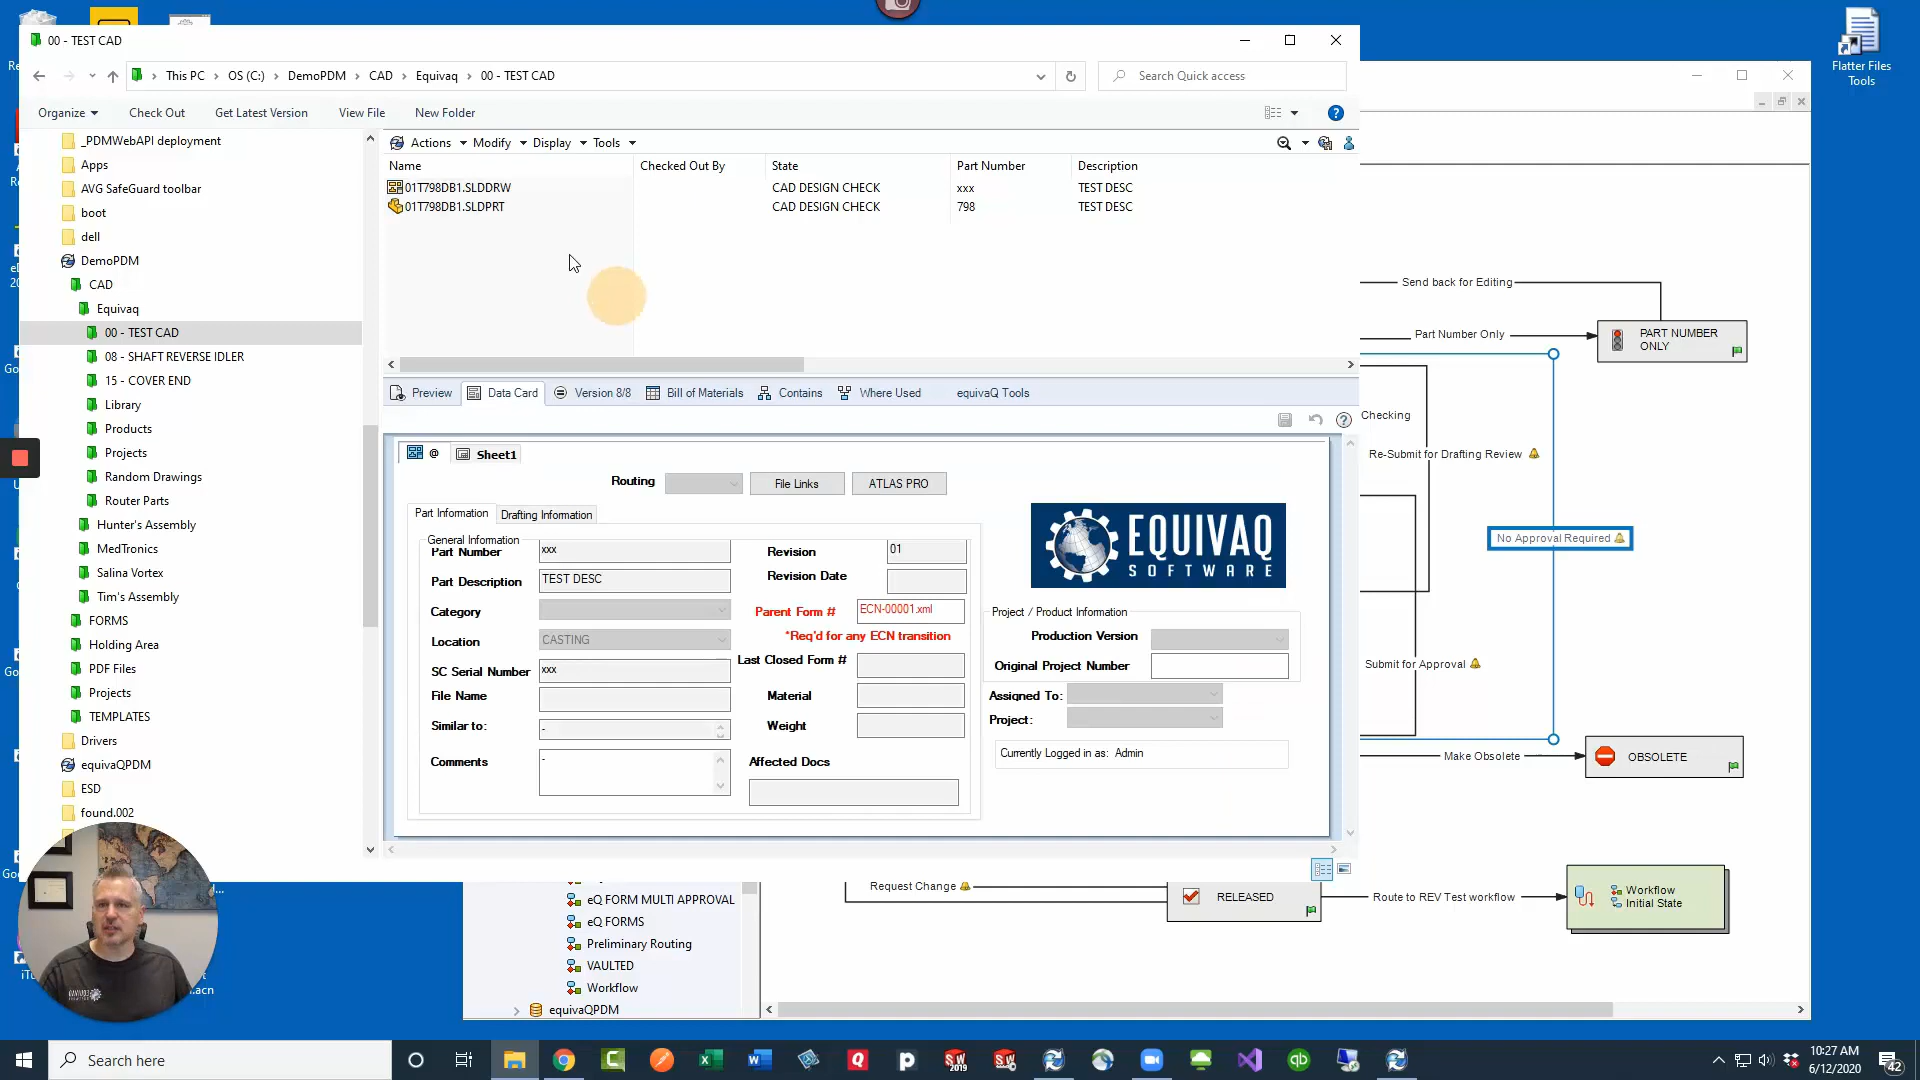 00 - TEST CAD
This PC > OS (C:) > DemoPDM > CAD > Equivaq > 00 - TEST CAD
Search Quick access
Organize
Check Out
Get Latest Version
View File
New Folder
_PDMWebAPI deployment
Apps
AVG SafeGuard toolbar
boot
dell
DemoPDM
CAD
Equivaq
00 - TEST CAD
08 - SHAFT REVERSE IDLER
15 - COVER END
Library
Products
Projects
Random Drawings
Router Parts
Hunter's Assembly
MedTronics
Salina Vortex
Tim's Assembly
FORMS
Holding Area
PDF Files
Projects
TEMPLATES
Drivers
equivaQPDM
ESD
found.002
Actions Modify Display Tools
Name Checked Out By State Part Number Description
01T798DB1.SLDDRW CAD DESIGN CHECK xxx TEST DESC
01T798DB1.SLDPRT CAD DESIGN CHECK 798 TEST DESC
Preview Data Card Version 8/8 Bill of Materials Contains Where Used equivaQ Tools
@ Sheet1
Routing File Links ATLAS PRO
Part Information Drafting Information
General Information
Part Number xxx
Part Description TEST DESC
Category
Location CASTING
SC Serial Number xxx
File Name
Similar to: -
Comments -
Revision 01
Revision Date
Parent Form # ECN-00001.xml
*Req'd for any ECN transition
Last Closed Form #
Material
Weight
Affected Docs
EQUIVAQ
SOFTWARE
Project / Product Information
Production Version
Original Project Number
Assigned To:
Project:
Currently Logged in as: Admin
Flatter Files
Tools
Send back for Editing
Part Number Only
PART NUMBER
ONLY
Checking
Re-Submit for Drafting Review
No Approval Required
Submit for Approval
Make Obsolete
OBSOLETE
Request Change
RELEASED
Route to REV Test workflow
Workflow
Initial State
eQ FORM MULTI APPROVAL
eQ FORMS
Preliminary Routing
VAULTED
Workflow
equivaQPDM
Search here
10:27 AM
6/12/2020
42